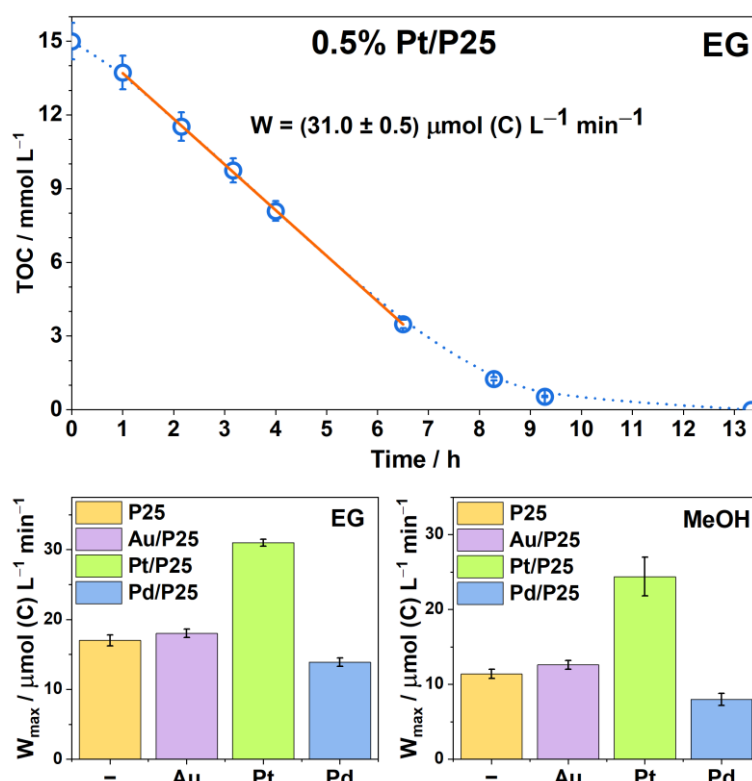 0.5% Pt/P25 EG
W = (31.0 ± 0.5) μmol (C) L⁻¹ min⁻¹
TOC / mmol L⁻¹
15
12
9
6
3
0
0 1 2 3 4 5 6 7 8 9 10 11 12 13
Time / h
EG
P25
Au/P25
Pt/P25
Pd/P25
W_max / μmol (C) L⁻¹ min⁻¹
30
20
10
0
– Au Pt Pd
MeOH
P25
Au/P25
Pt/P25
Pd/P25
W_max / μmol (C) L⁻¹ min⁻¹
30
20
10
0
– Au Pt Pd